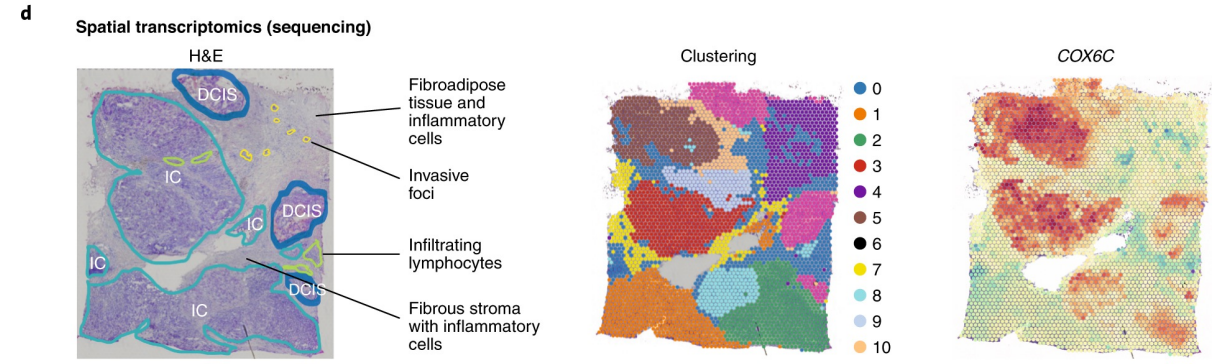 d
Spatial transcriptomics (sequencing)
H&E
Clustering
COX6C
DCIS
IC
DCIS
IC
IC
DCIS
IC
Fibroadipose
tissue and
inflammatory
cells
Invasive
foci
Infiltrating
lymphocytes
Fibrous stroma
with inflammatory
cells
0
1
2
3
4
5
6
7
8
9
10